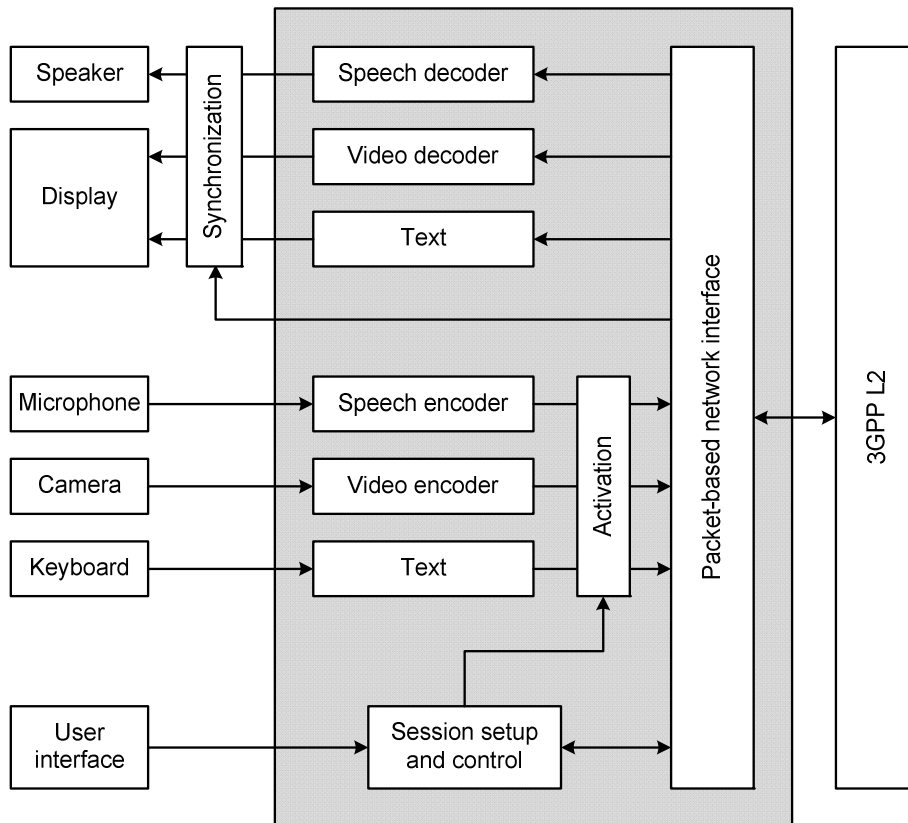 Speaker
Speech decoder
Display
Video decoder
Text
Synchronization
Microphone
Speech encoder
Camera
Video encoder
Keyboard
Text
Activation
User
interface
Session setup
and control
Packet-based network interface
3GPP L2